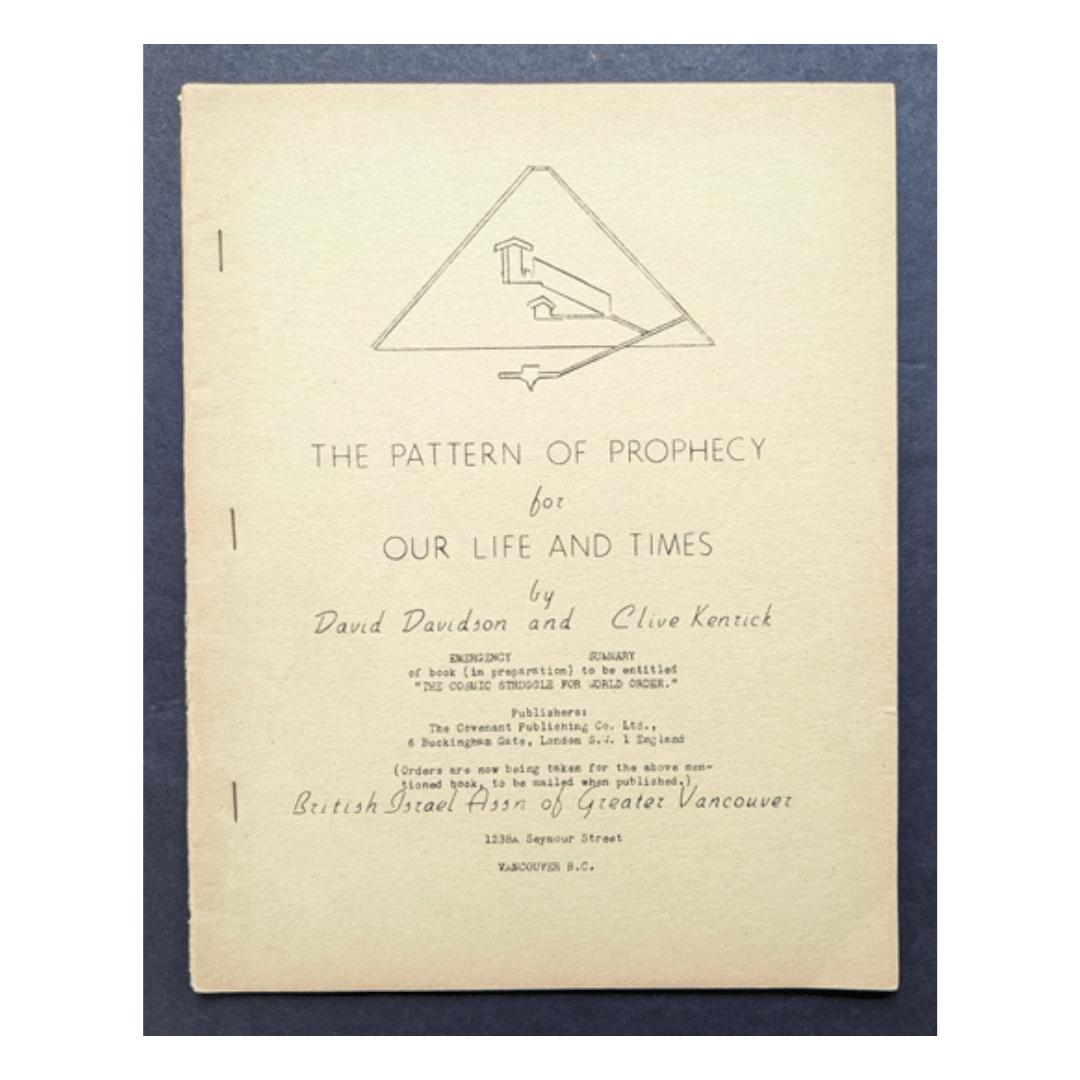 THE PATTERN OF PROPHECY
for
OUR LIFE AND TIMES
by
David Davidson and Clive Kenrick
EMERGENCY SUMMARY
of book (in preparation) to be entitled
"THE COSMIC STRUGGLE FOR WORLD ORDER."
Publishers:
The Covenant Publishing Co. Ltd.,
6 Buckingham Gate, London S.W. 1 England
(Orders are now being taken for the above men-
tioned book, to be mailed when published.)
British Israel Assn of Greater Vancouver
1238A Seymour Street
VANCOUVER B.C.